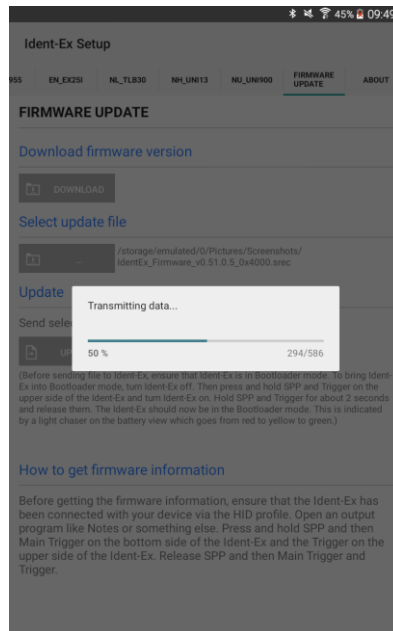 45% 09:49
Ident-Ex Setup
955 EN_EX25I NL_TLB30 NH_UNI13 NU_UNI900 FIRMWARE UPDATE ABOUT
FIRMWARE UPDATE
Download firmware version
DOWNLOAD
Select update file
...
/storage/emulated/0/Pictures/Screenshots/
IdentEx_Firmware_v0.51.0.5_0x4000.srec
Update
Transmitting data...
Send sele
50 % 294/586
UP
(Before sending file to Ident-Ex, ensure that Ident-Ex is in Bootloader mode. To bring Ident-
Ex into Bootloader mode, turn Ident-Ex off. Then press and hold SPP and Trigger on the
upper side of the Ident-Ex and turn Ident-Ex on. Hold SPP and Trigger for about 2 seconds
and release them. The Ident-Ex should now be in the Bootloader mode. This is indicated
by a light chaser on the battery view which goes from red to yellow to green.)
How to get firmware information
Before getting the firmware information, ensure that the Ident-Ex has
been connected with your device via the HID profile. Open an output
program like Notes or something else. Press and hold SPP and then
Main Trigger on the bottom side of the Ident-Ex and the Trigger on the
upper side of the Ident-Ex. Release SPP and then Main Trigger and
Trigger.